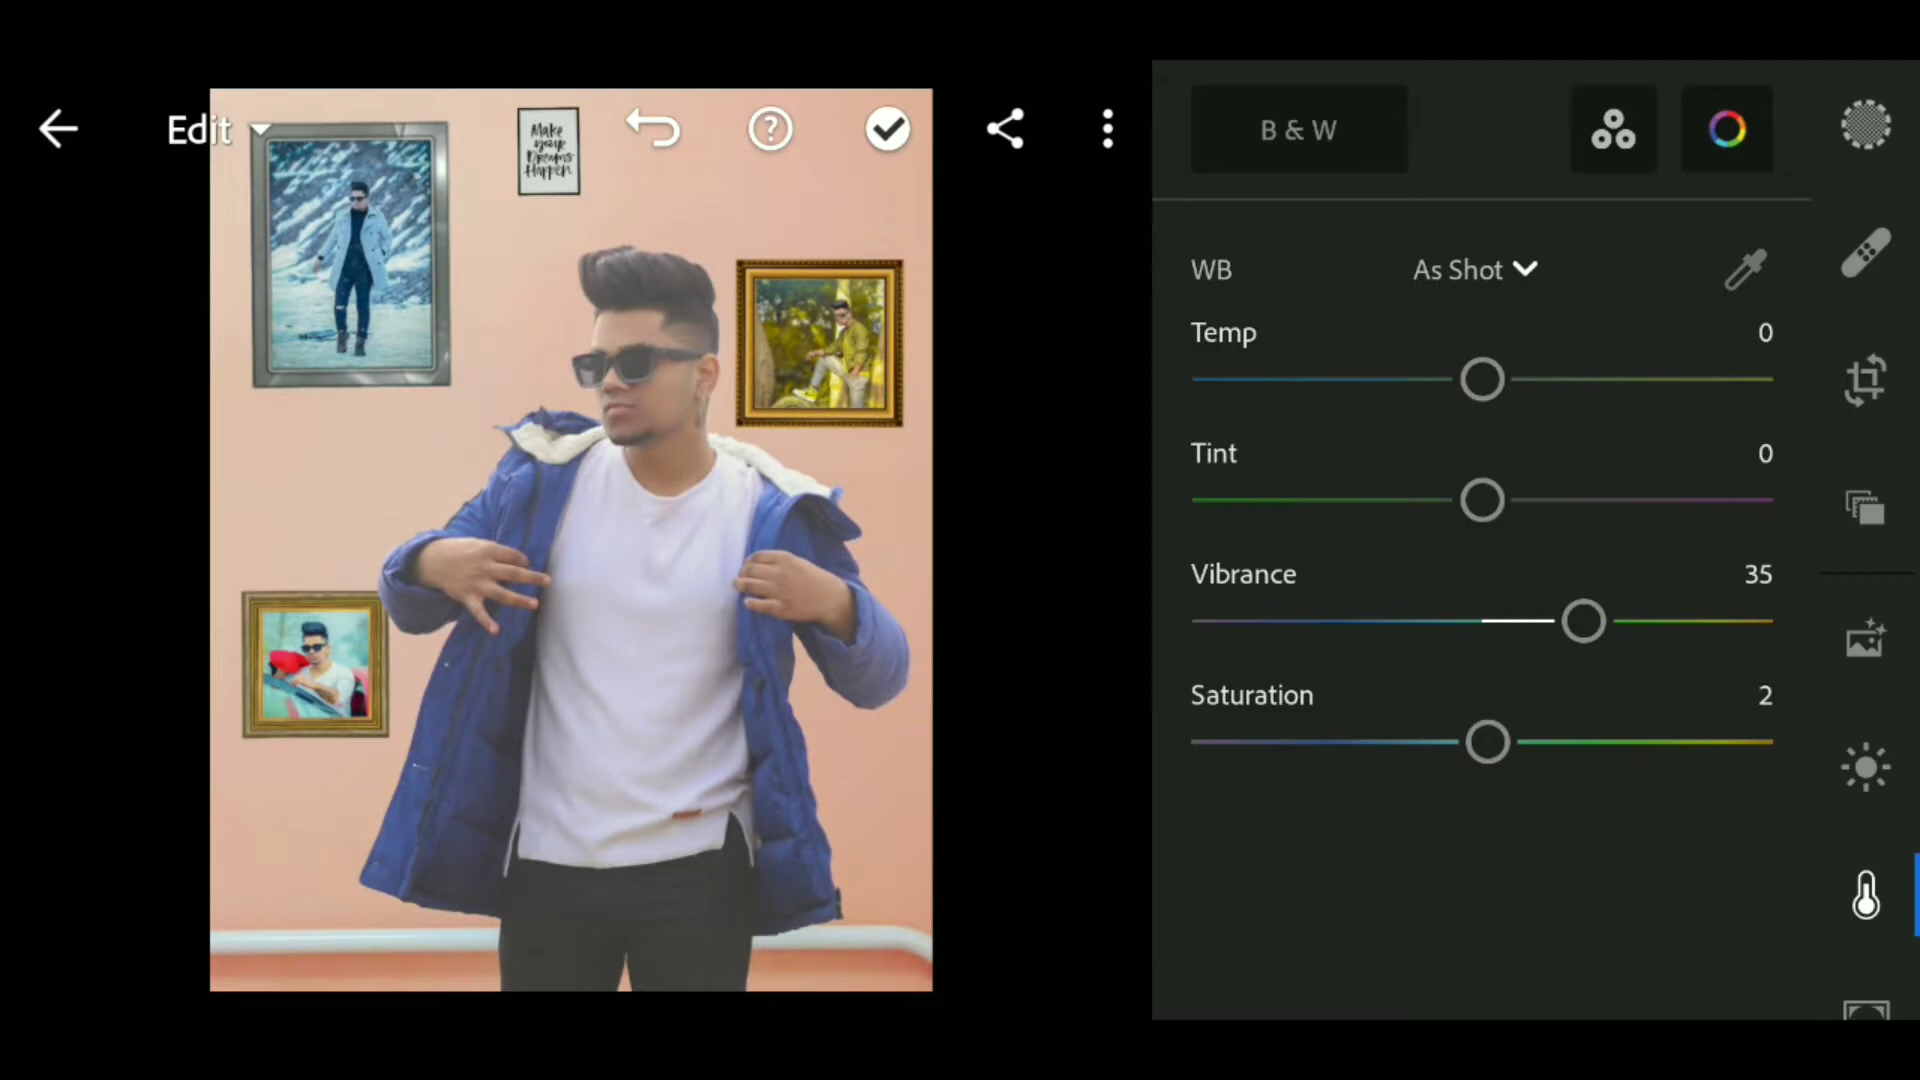 Edit
Make
your
Dreams
Happen
?
B & W
WB As Shot
Temp 0
Tint 0
Vibrance 35
Saturation 2